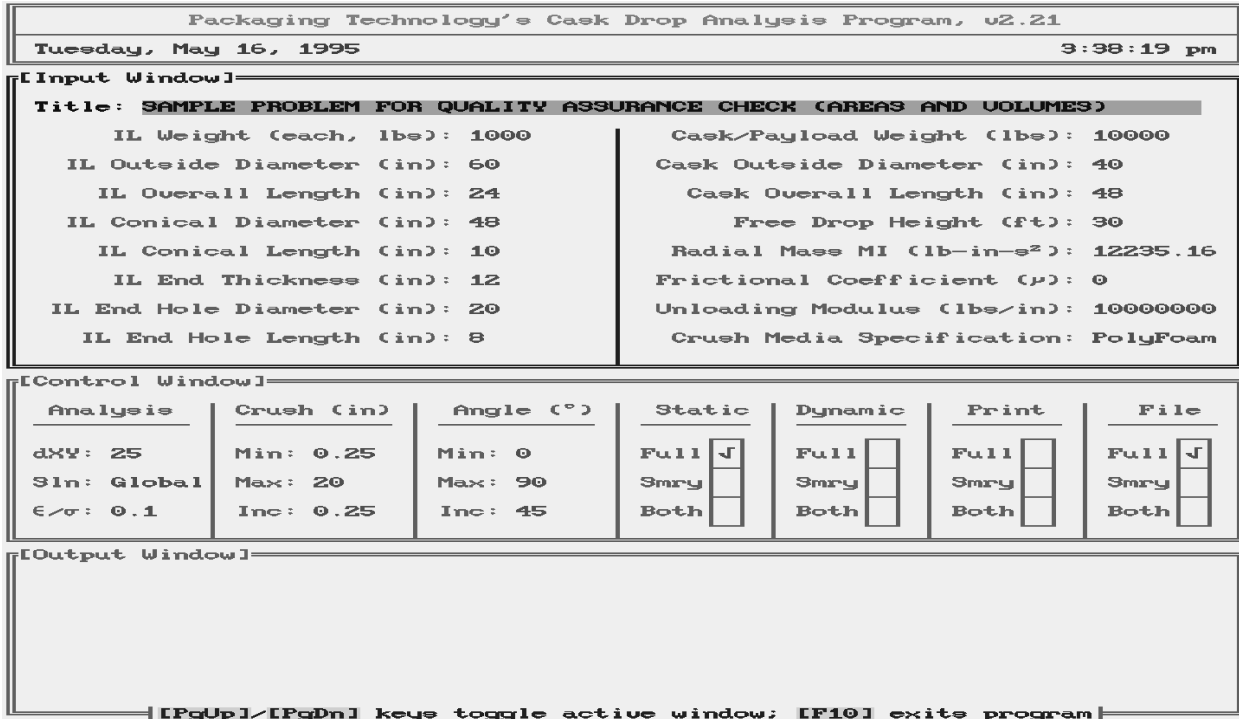 Packaging Technology's Cask Drop Analysis Program, v2.21
Tuesday, May 16, 1995 3:38:19 pm
[Input Window]
Title: SAMPLE PROBLEM FOR QUALITY ASSURANCE CHECK (AREAS AND VOLUMES)
IL Weight (each, lbs): 1000 Cask/Payload Weight (lbs): 10000
IL Outside Diameter (in): 60 Cask Outside Diameter (in): 40
IL Overall Length (in): 24 Cask Overall Length (in): 48
IL Conical Diameter (in): 48 Free Drop Height (ft): 30
IL Conical Length (in): 10 Radial Mass MI (lb-in-s²): 12235.16
IL End Thickness (in): 12 Frictional Coefficient (μ): 0
IL End Hole Diameter (in): 20 Unloading Modulus (lbs/in): 10000000
IL End Hole Length (in): 8 Crush Media Specification: PolyFoam
[Control Window]
Analysis Crush (in) Angle (°) Static Dynamic Print File
dXY: 25 Min: 0.25 Min: 0 Full √ Full Full Full √
Sln: Global Max: 20 Max: 90 Smry Smry Smry Smry
ε/σ: 0.1 Inc: 0.25 Inc: 45 Both Both Both Both
[Output Window]
[PgUp]/[PgDn] keys toggle active window; [F10] exits program